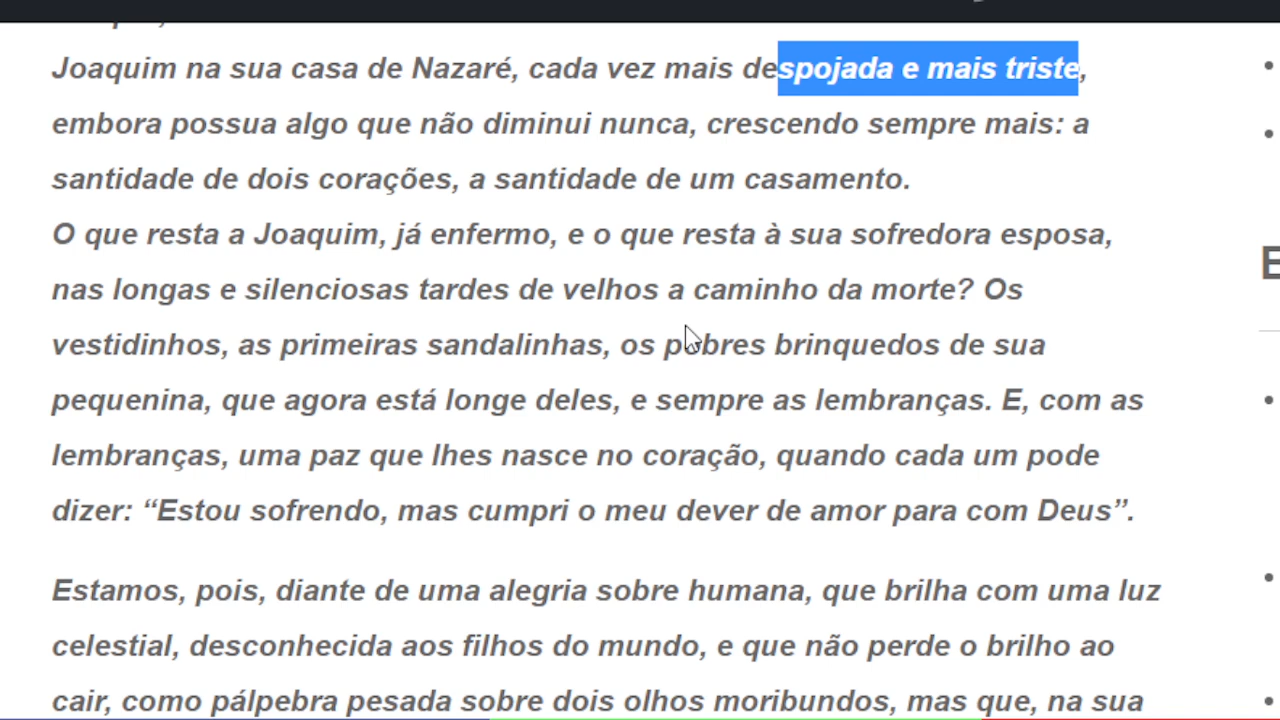 Joaquim na sua casa de Nazaré, cada vez mais despojada e mais triste,
embora possua algo que não diminui nunca, crescendo sempre mais: a
santidade de dois corações, a santidade de um casamento.
O que resta a Joaquim, já enfermo, e o que resta à sua sofredora esposa,
nas longas e silenciosas tardes de velhos a caminho da morte? Os
vestidinhos, as primeiras sandalinhas, os pobres brinquedos de sua
pequenina, que agora está longe deles, e sempre as lembranças. E, com as
lembranças, uma paz que lhes nasce no coração, quando cada um pode
dizer: “Estou sofrendo, mas cumpri o meu dever de amor para com Deus”.
Estamos, pois, diante de uma alegria sobre humana, que brilha com uma luz
celestial, desconhecida aos filhos do mundo, e que não perde o brilho ao
cair, como pálpebra pesada sobre dois olhos moribundos, mas que, na sua